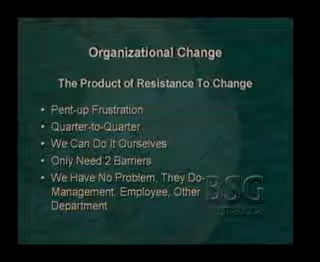 Organizational Change
The Product of Resistance To Change
• Pent-up Frustration
• Quarter-to-Quarter
• We Can Do It Ourselves
• Only Need 2 Barriers
• We Have No Problem, They Do-
Management, Employee, Other
Department
BSG